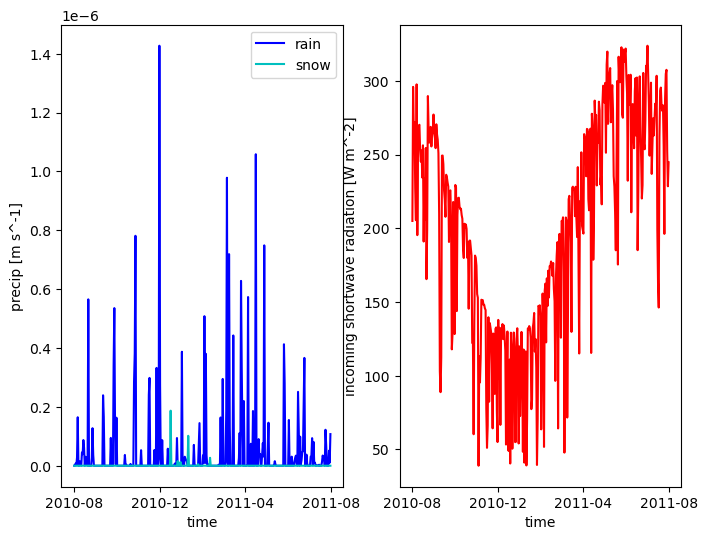 1e−6
rain
snow
1.4
1.2
1.0
0.8
0.6
0.4
0.2
0.0
precip [m s^-1]
2010-08 2010-12 2011-04 2011-08
time
300
250
200
150
100
50
incoming shortwave radiation [W m^-2]
2010-08 2010-12 2011-04 2011-08
time